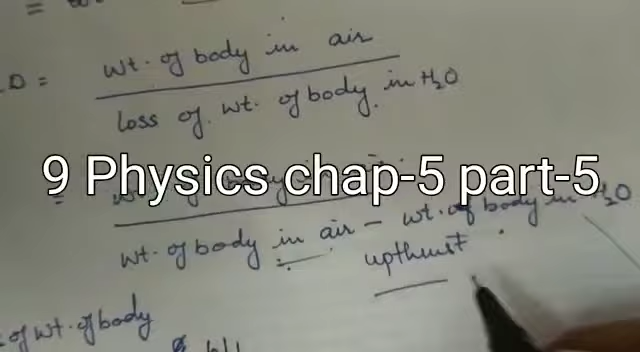 D = wt. of body in air
loss of wt. of body in H₂O
9 Physics chap-5 part-5
=
wt. of body in air - wt. of body in H₂O
upthrust
of wt. of body